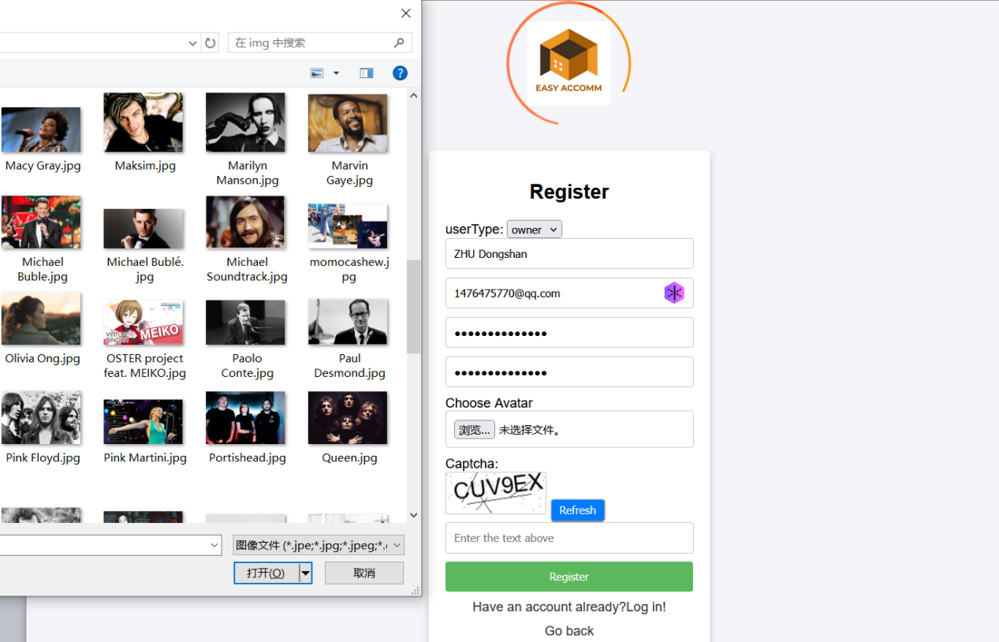 在 img 中搜索
Macy Gray.jpg
Maksim.jpg
Marilyn
Manson.jpg
Marvin
Gaye.jpg
Michael
Buble.jpg
Michael Bublé.
jpg
Michael
Soundtrack.jpg
momocashew.j
pg
VIRTUAL
MEIKO
Olivia Ong.jpg
OSTER project
feat. MEIKO.jpg
Paolo
Conte.jpg
Paul
Desmond.jpg
Pink Floyd.jpg
Pink Martini.jpg
Portishead.jpg
Queen.jpg
图像文件 (*.jpe;*.jpg;*.jpeg;*.
打开(O)
取消
EASY ACCOMM
Register
userType: owner
ZHU Dongshan
1476475770@qq.com
Choose Avatar
浏览... 未选择文件。
Captcha:
CUV9EX
Refresh
Enter the text above
Register
Have an account already?Log in!
Go back